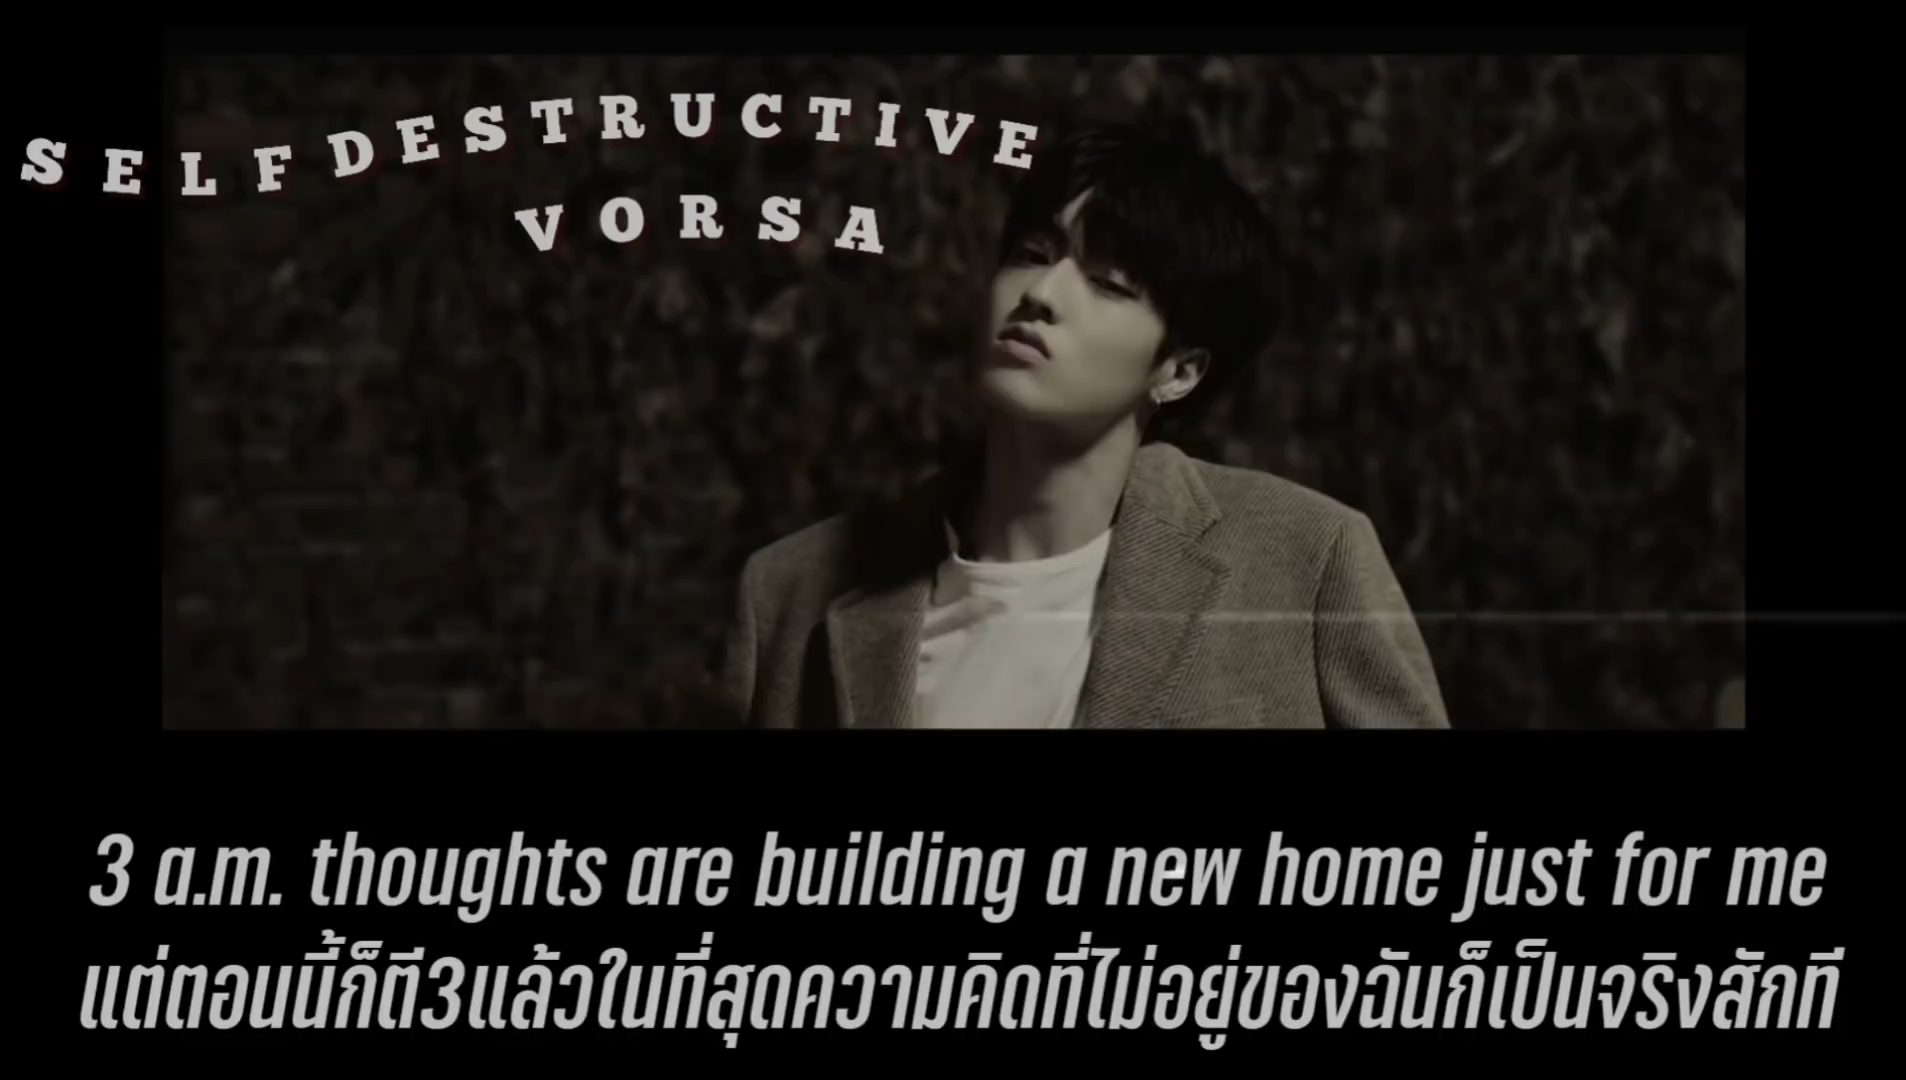 SELF DESTRUCTIVE
VORSA
3 a.m. thoughts are building a new home just for me
แต่ตอนนี้ก็ตี3แล้วในที่สุดความคิดที่ไม่อยู่ของฉันก็เป็นจริงสักที